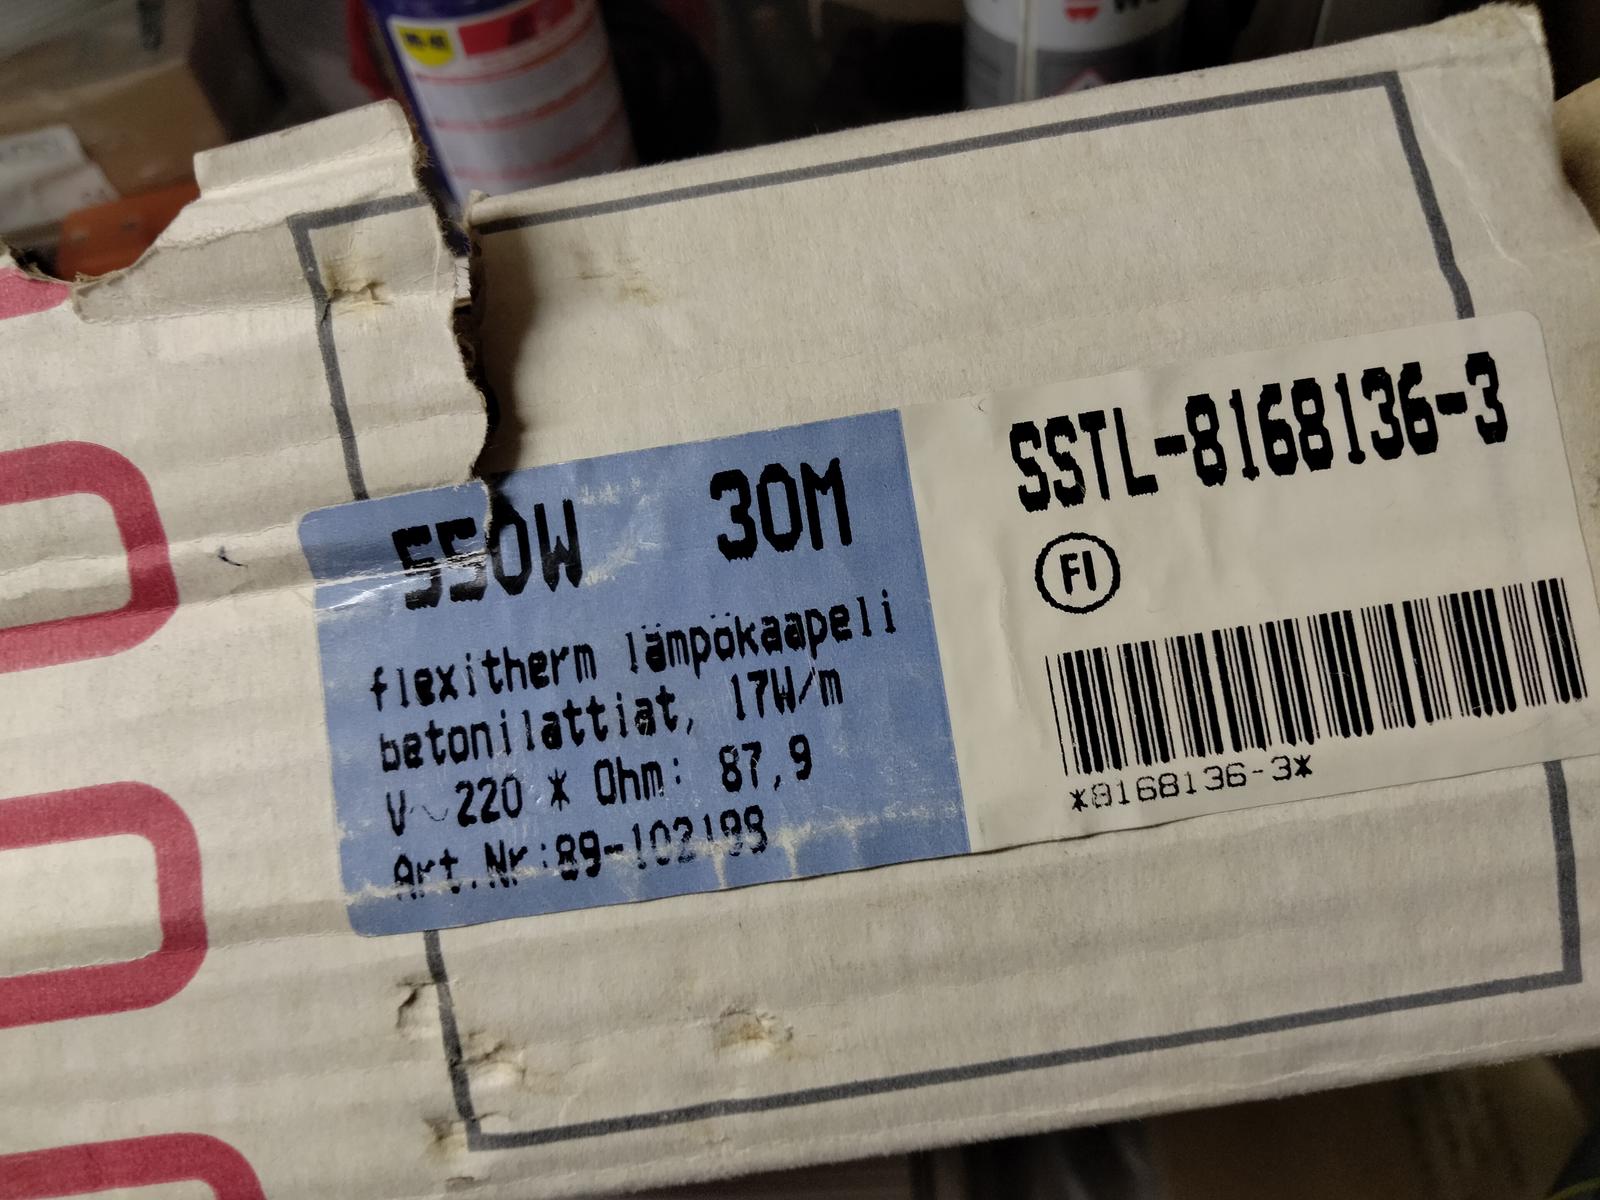 550W 30M
flexitherm lämpökaapeli
betonilattiat, 17W/m
V ~ 220 * Ohm: 87,9
Art.Nr:89-102199
SSTL-8168136-3
FI
*8168136-3*